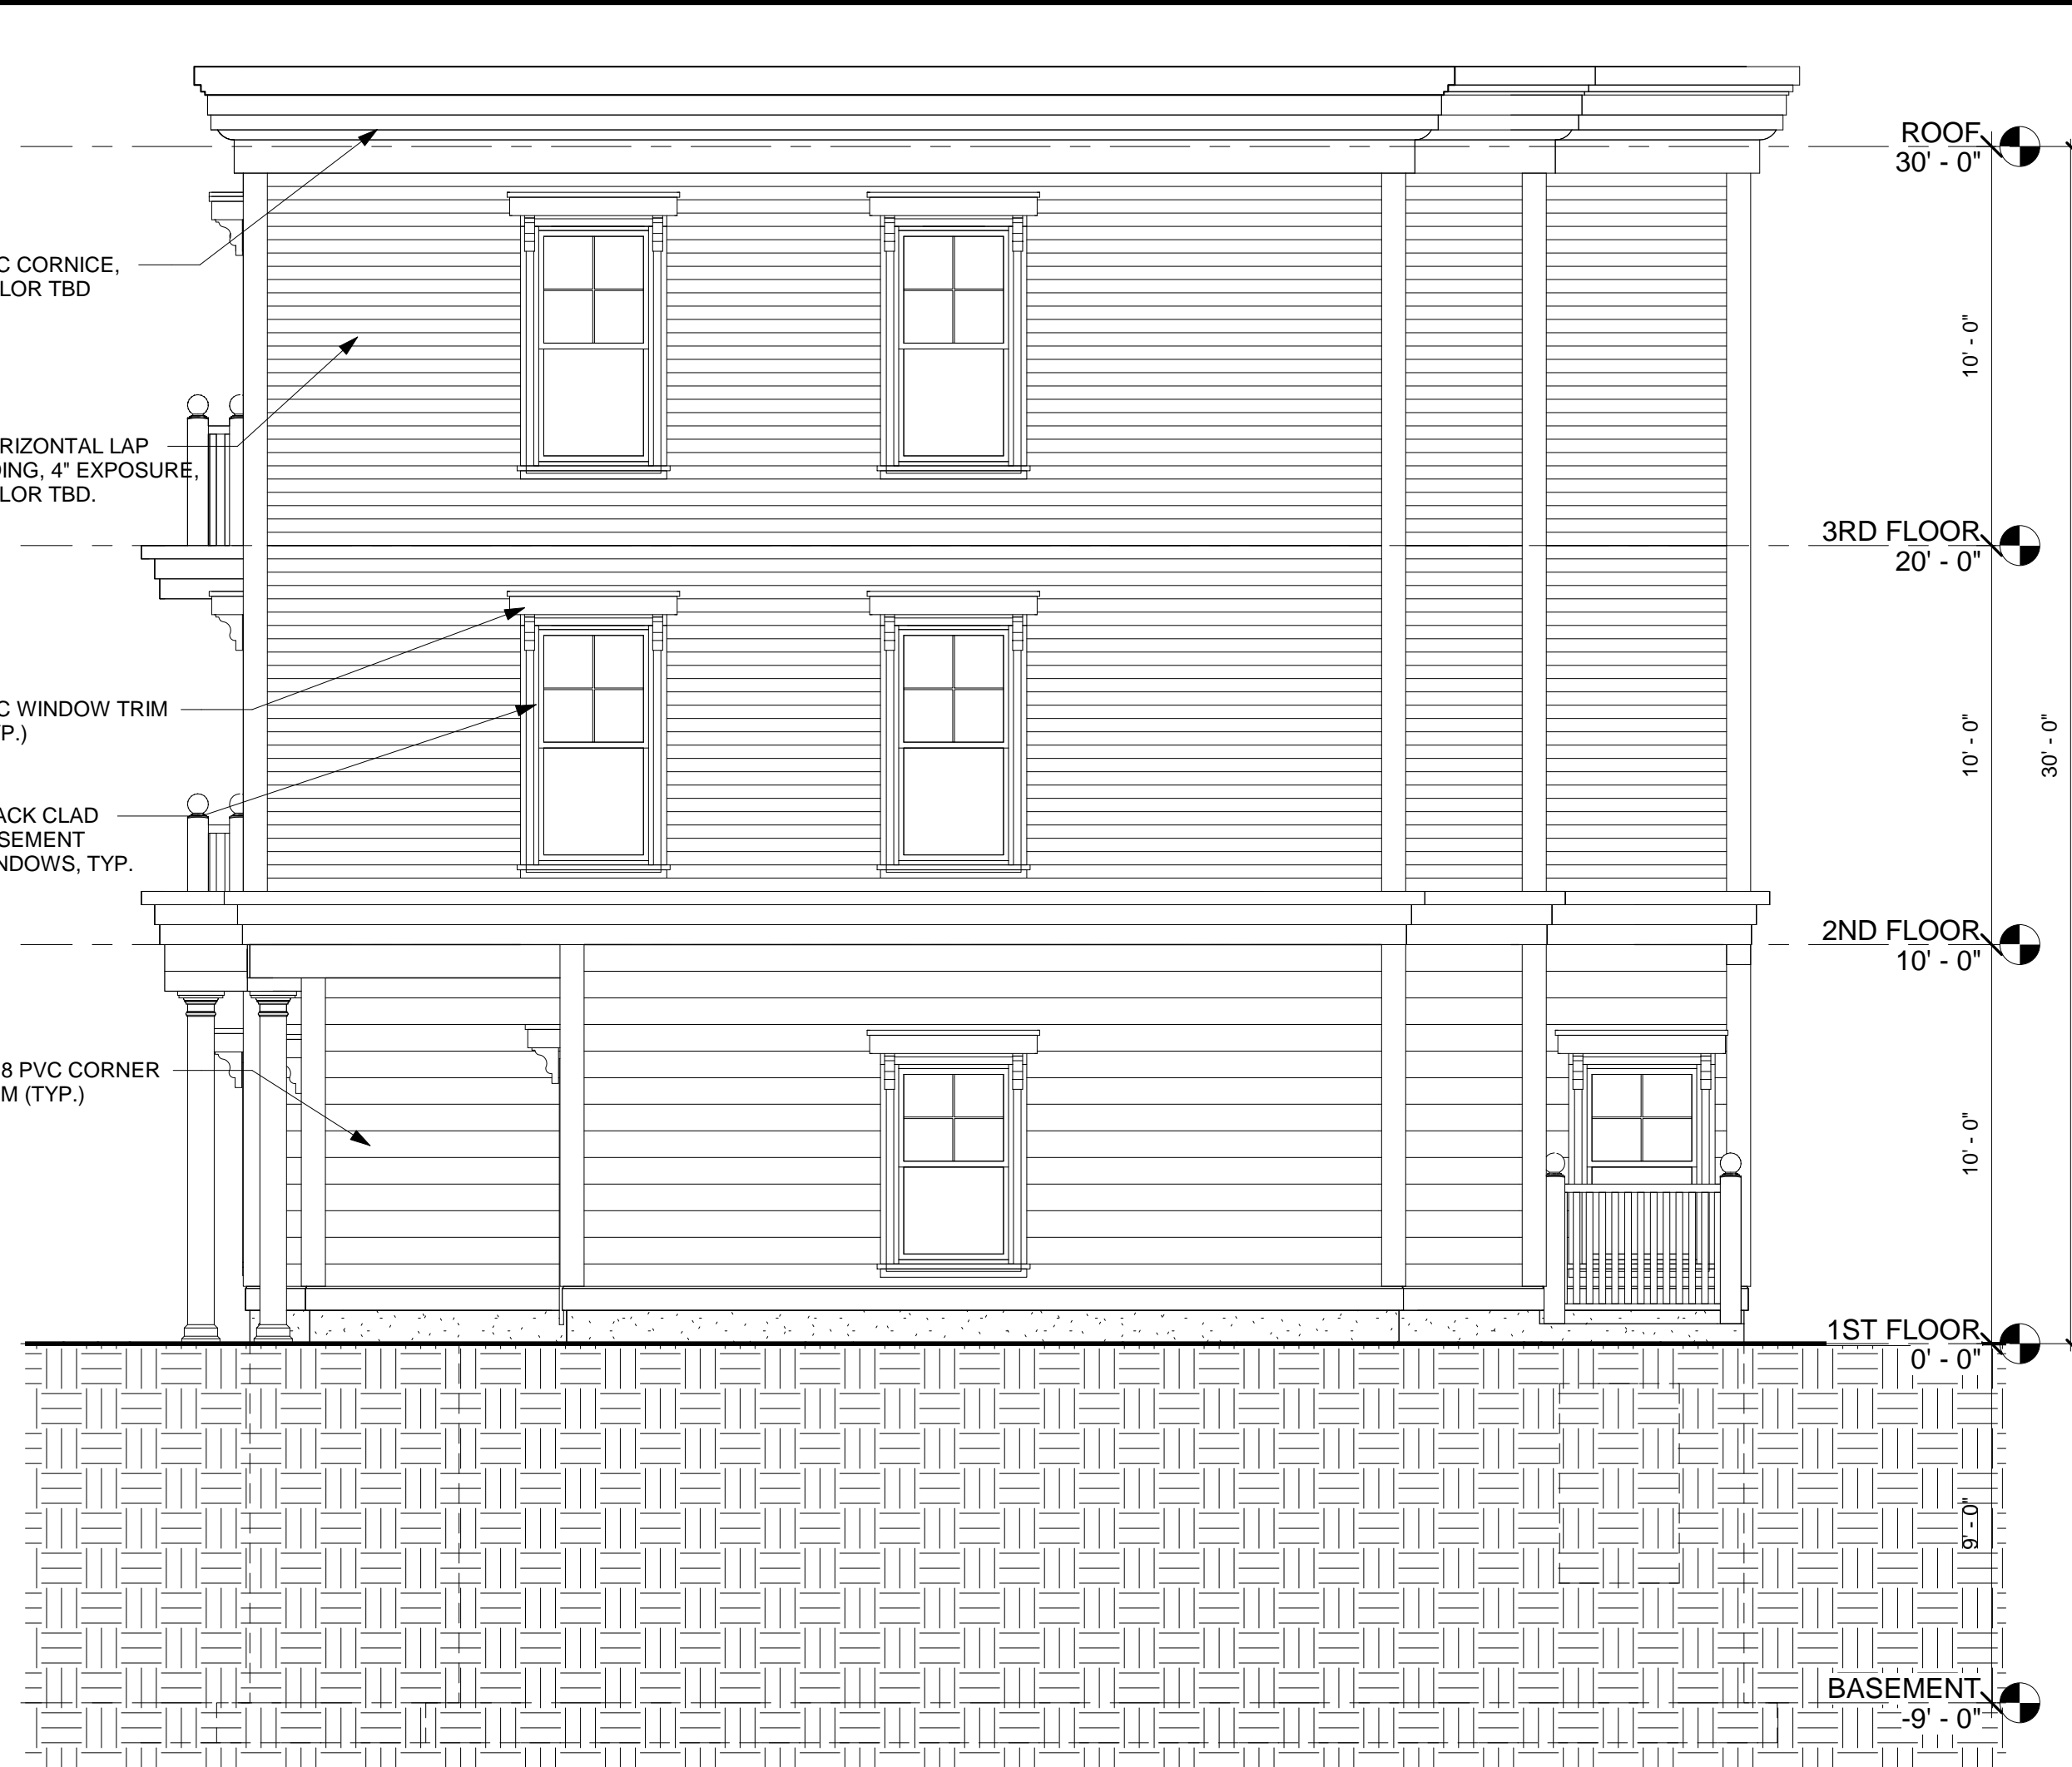 C CORNICE,
LOR TBD
RIZONTAL LAP
DING, 4" EXPOSURE,
LOR TBD.
C WINDOW TRIM
P.)
ACK CLAD
SEMENT
NDOWS, TYP.
8 PVC CORNER
M (TYP.)
ROOF
30' - 0"
10' - 0"
3RD FLOOR
20' - 0"
10' - 0"
30' - 0"
2ND FLOOR
10' - 0"
10' - 0"
1ST FLOOR
0' - 0"
9' - 0"
BASEMENT
-9' - 0"